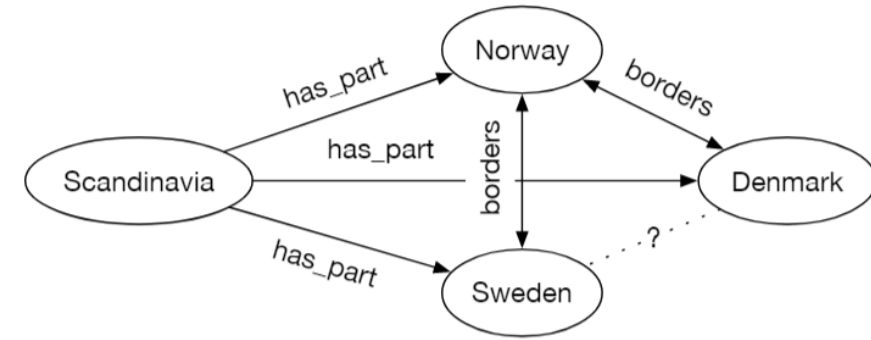 Norway
has_part
borders
has_part
borders
Scandinavia
Denmark
?
has_part
Sweden